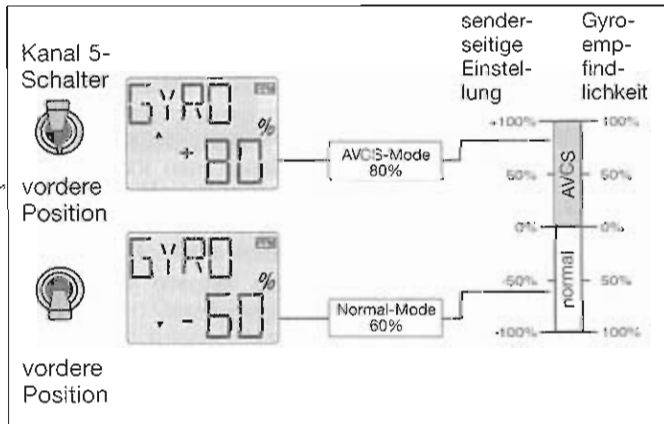 Kanal 5-
Schalter
GYRO
%
+80
vordere
Position
AVCS-Mode
80%
sender-
seitige
Einstel-
lung
Gyro-
emp-
find-
lichkeit
+100%
50%
0%
-50%
-100%
AVCS
normal
100%
50%
0%
50%
100%
GYRO
%
-60
vordere
Position
Normal-Mode
60%